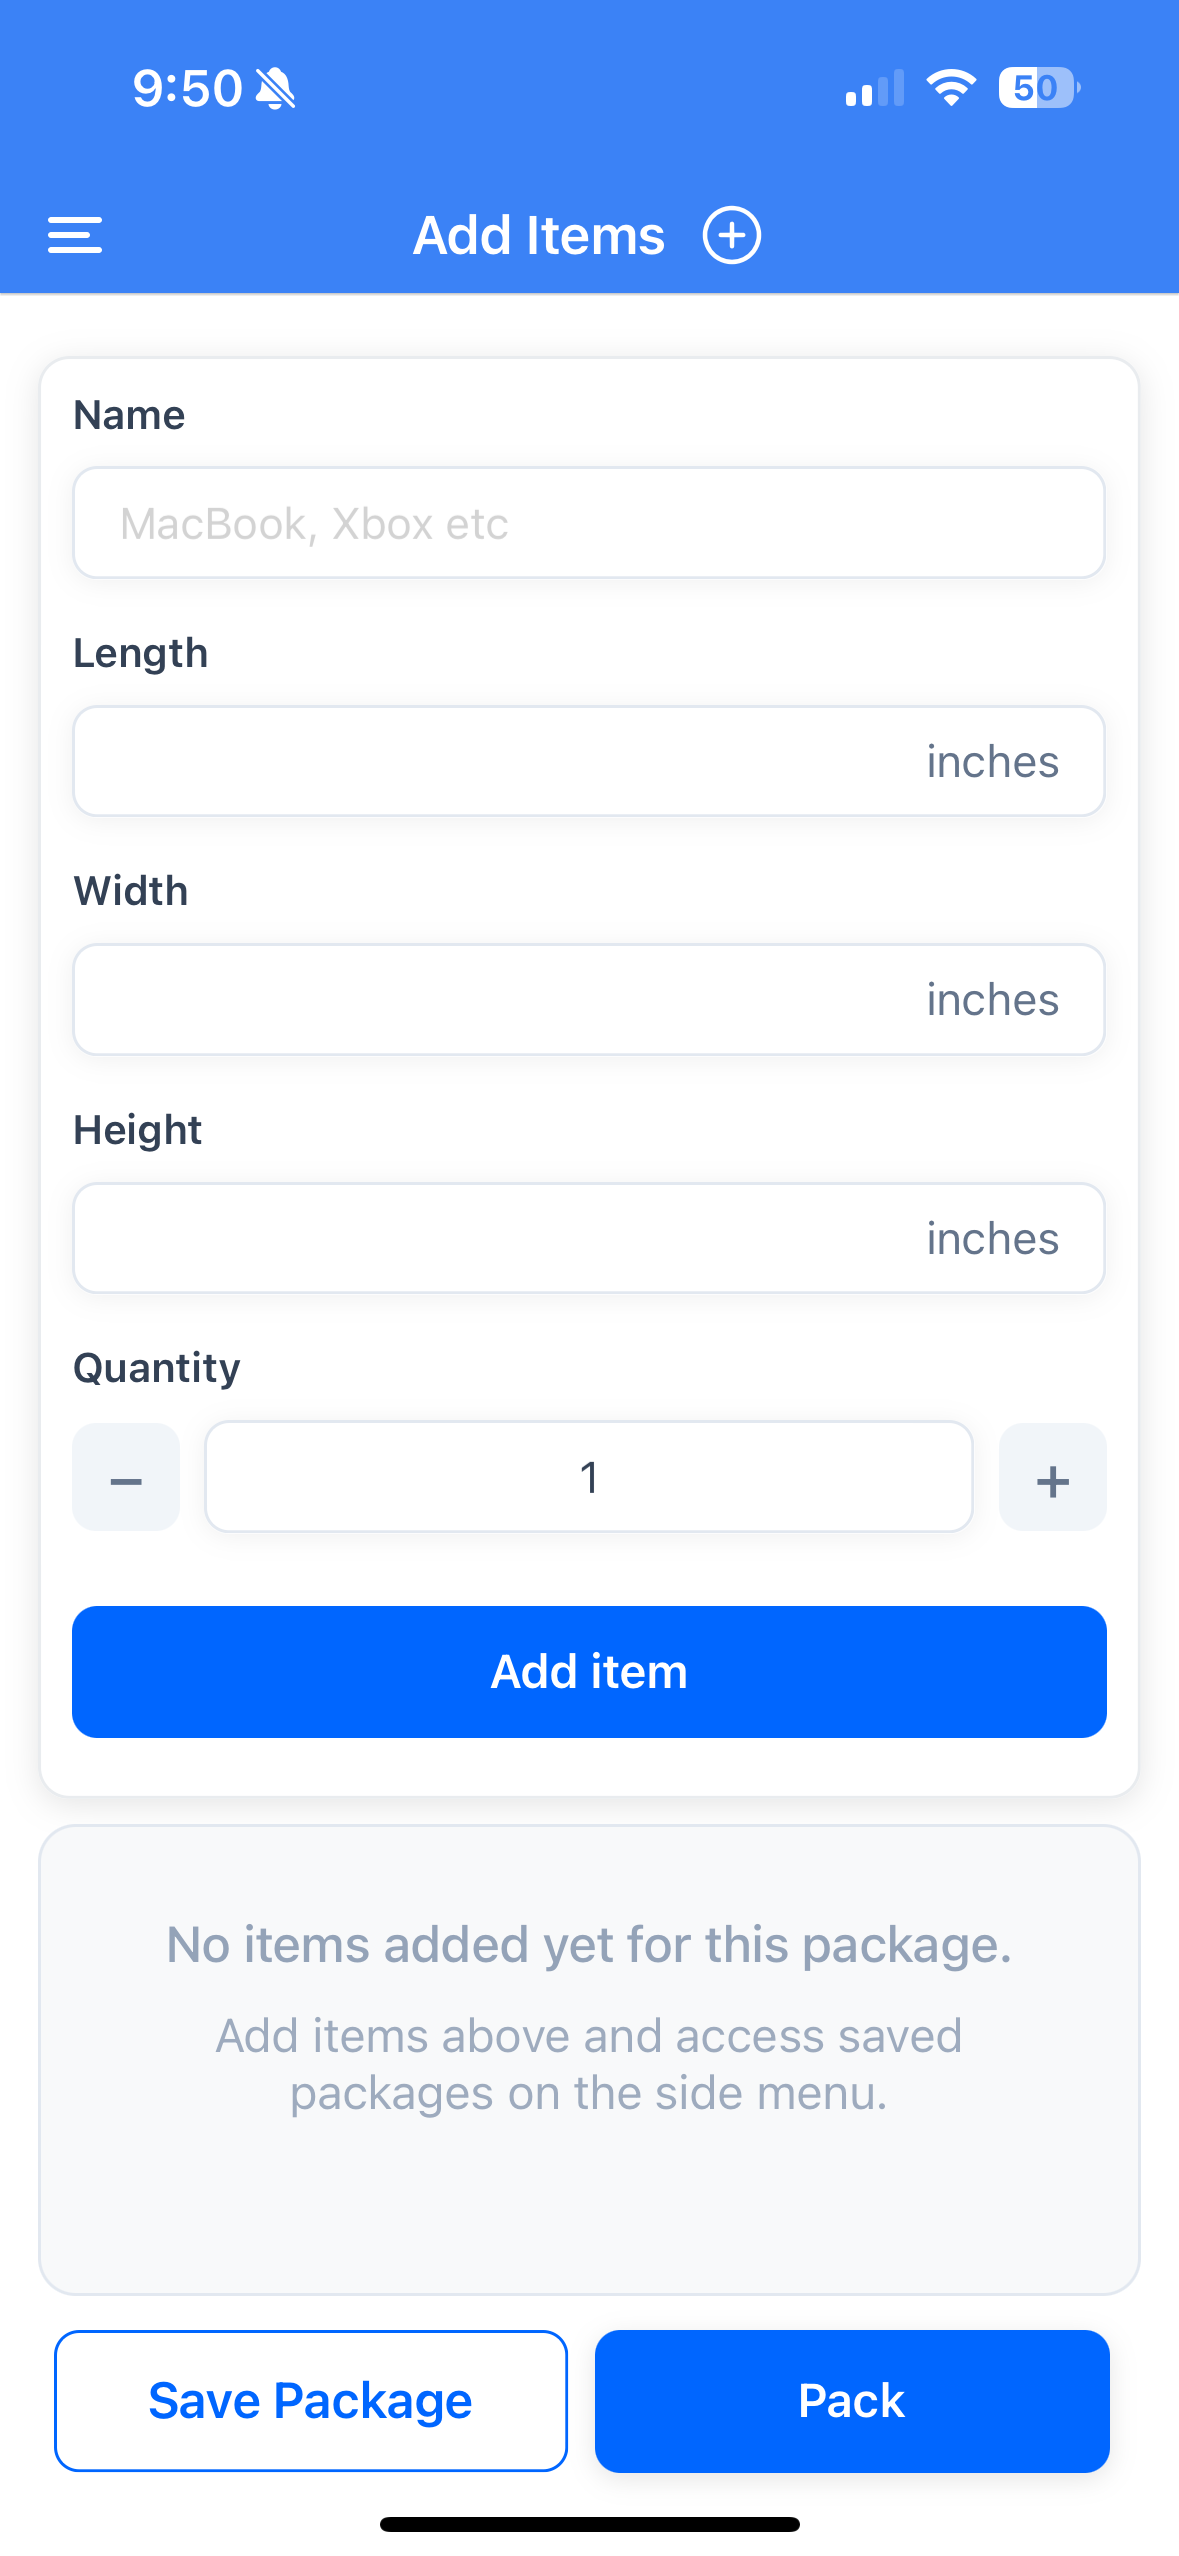 9:50
50
Add Items
Name
MacBook, Xbox etc
Length
inches
Width
inches
Height
inches
Quantity
1
Add item
No items added yet for this package.
Add items above and access saved
packages on the side menu.
Save Package
Pack